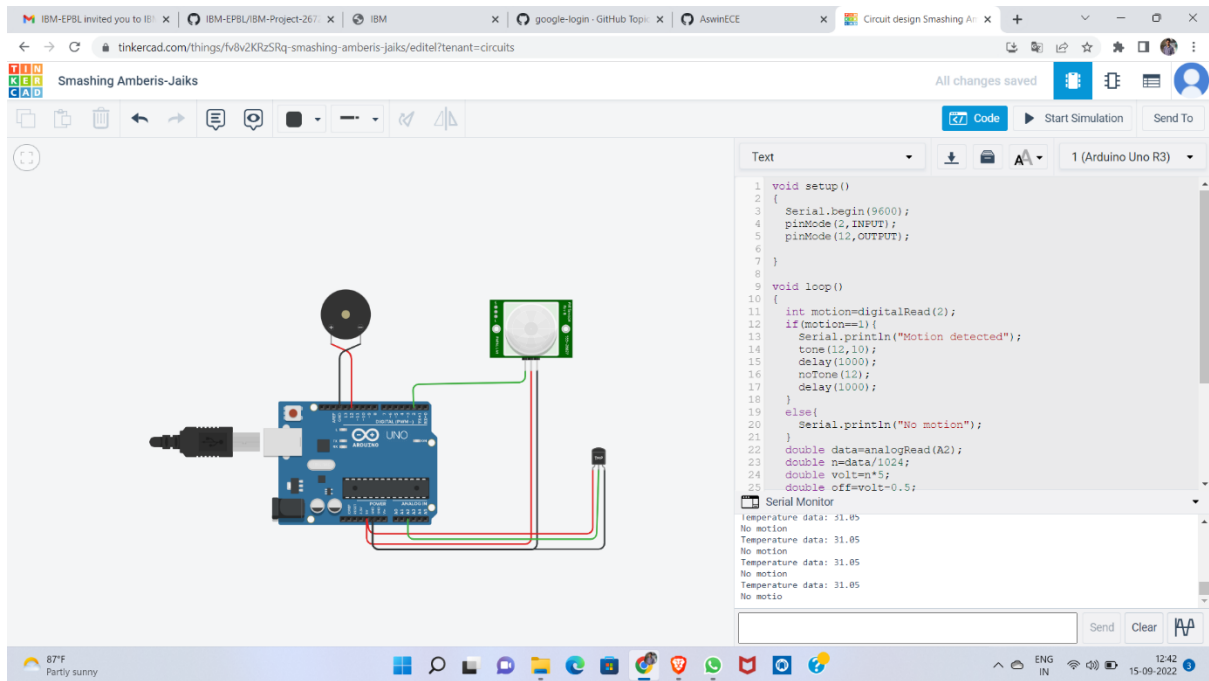 IBM-EPBL invited you to IBM
IBM-EPBL/IBM-Project-267
IBM
google-login · GitHub Topic
AswinECE
Circuit design Smashing Am
tinkercad.com/things/fv8v2KRzSRq-smashing-amberis-jaiks/editel?tenant=circuits
TIN
KER
CAD
Smashing Amberis-Jaiks
All changes saved
Code
Start Simulation
Send To
Text
1 (Arduino Uno R3)
1 void setup()
2 {
3 Serial.begin(9600);
4 pinMode(2,INPUT);
5 pinMode(12,OUTPUT);
6
7 }
8
9 void loop()
10 {
11 int motion=digitalRead(2);
12 if(motion==1){
13 Serial.println("Motion detected");
14 tone(12,10);
15 delay(1000);
16 noTone(12);
17 delay(1000);
18 }
19 else{
20 Serial.println("No motion");
21 }
22 double data=analogRead(A2);
23 double n=data/1024;
24 double volt=n*5;
25 double off=volt-0.5;
DIGITAL (PWM~)
UNO
ARDUINO
POWER
ANALOG IN
Serial Monitor
Temperature data: 31.05
No motion
Temperature data: 31.05
No motion
Temperature data: 31.05
No motion
Temperature data: 31.05
No motio
Send
Clear
87°F
Partly sunny
ENG
IN
12:42
15-09-2022
3